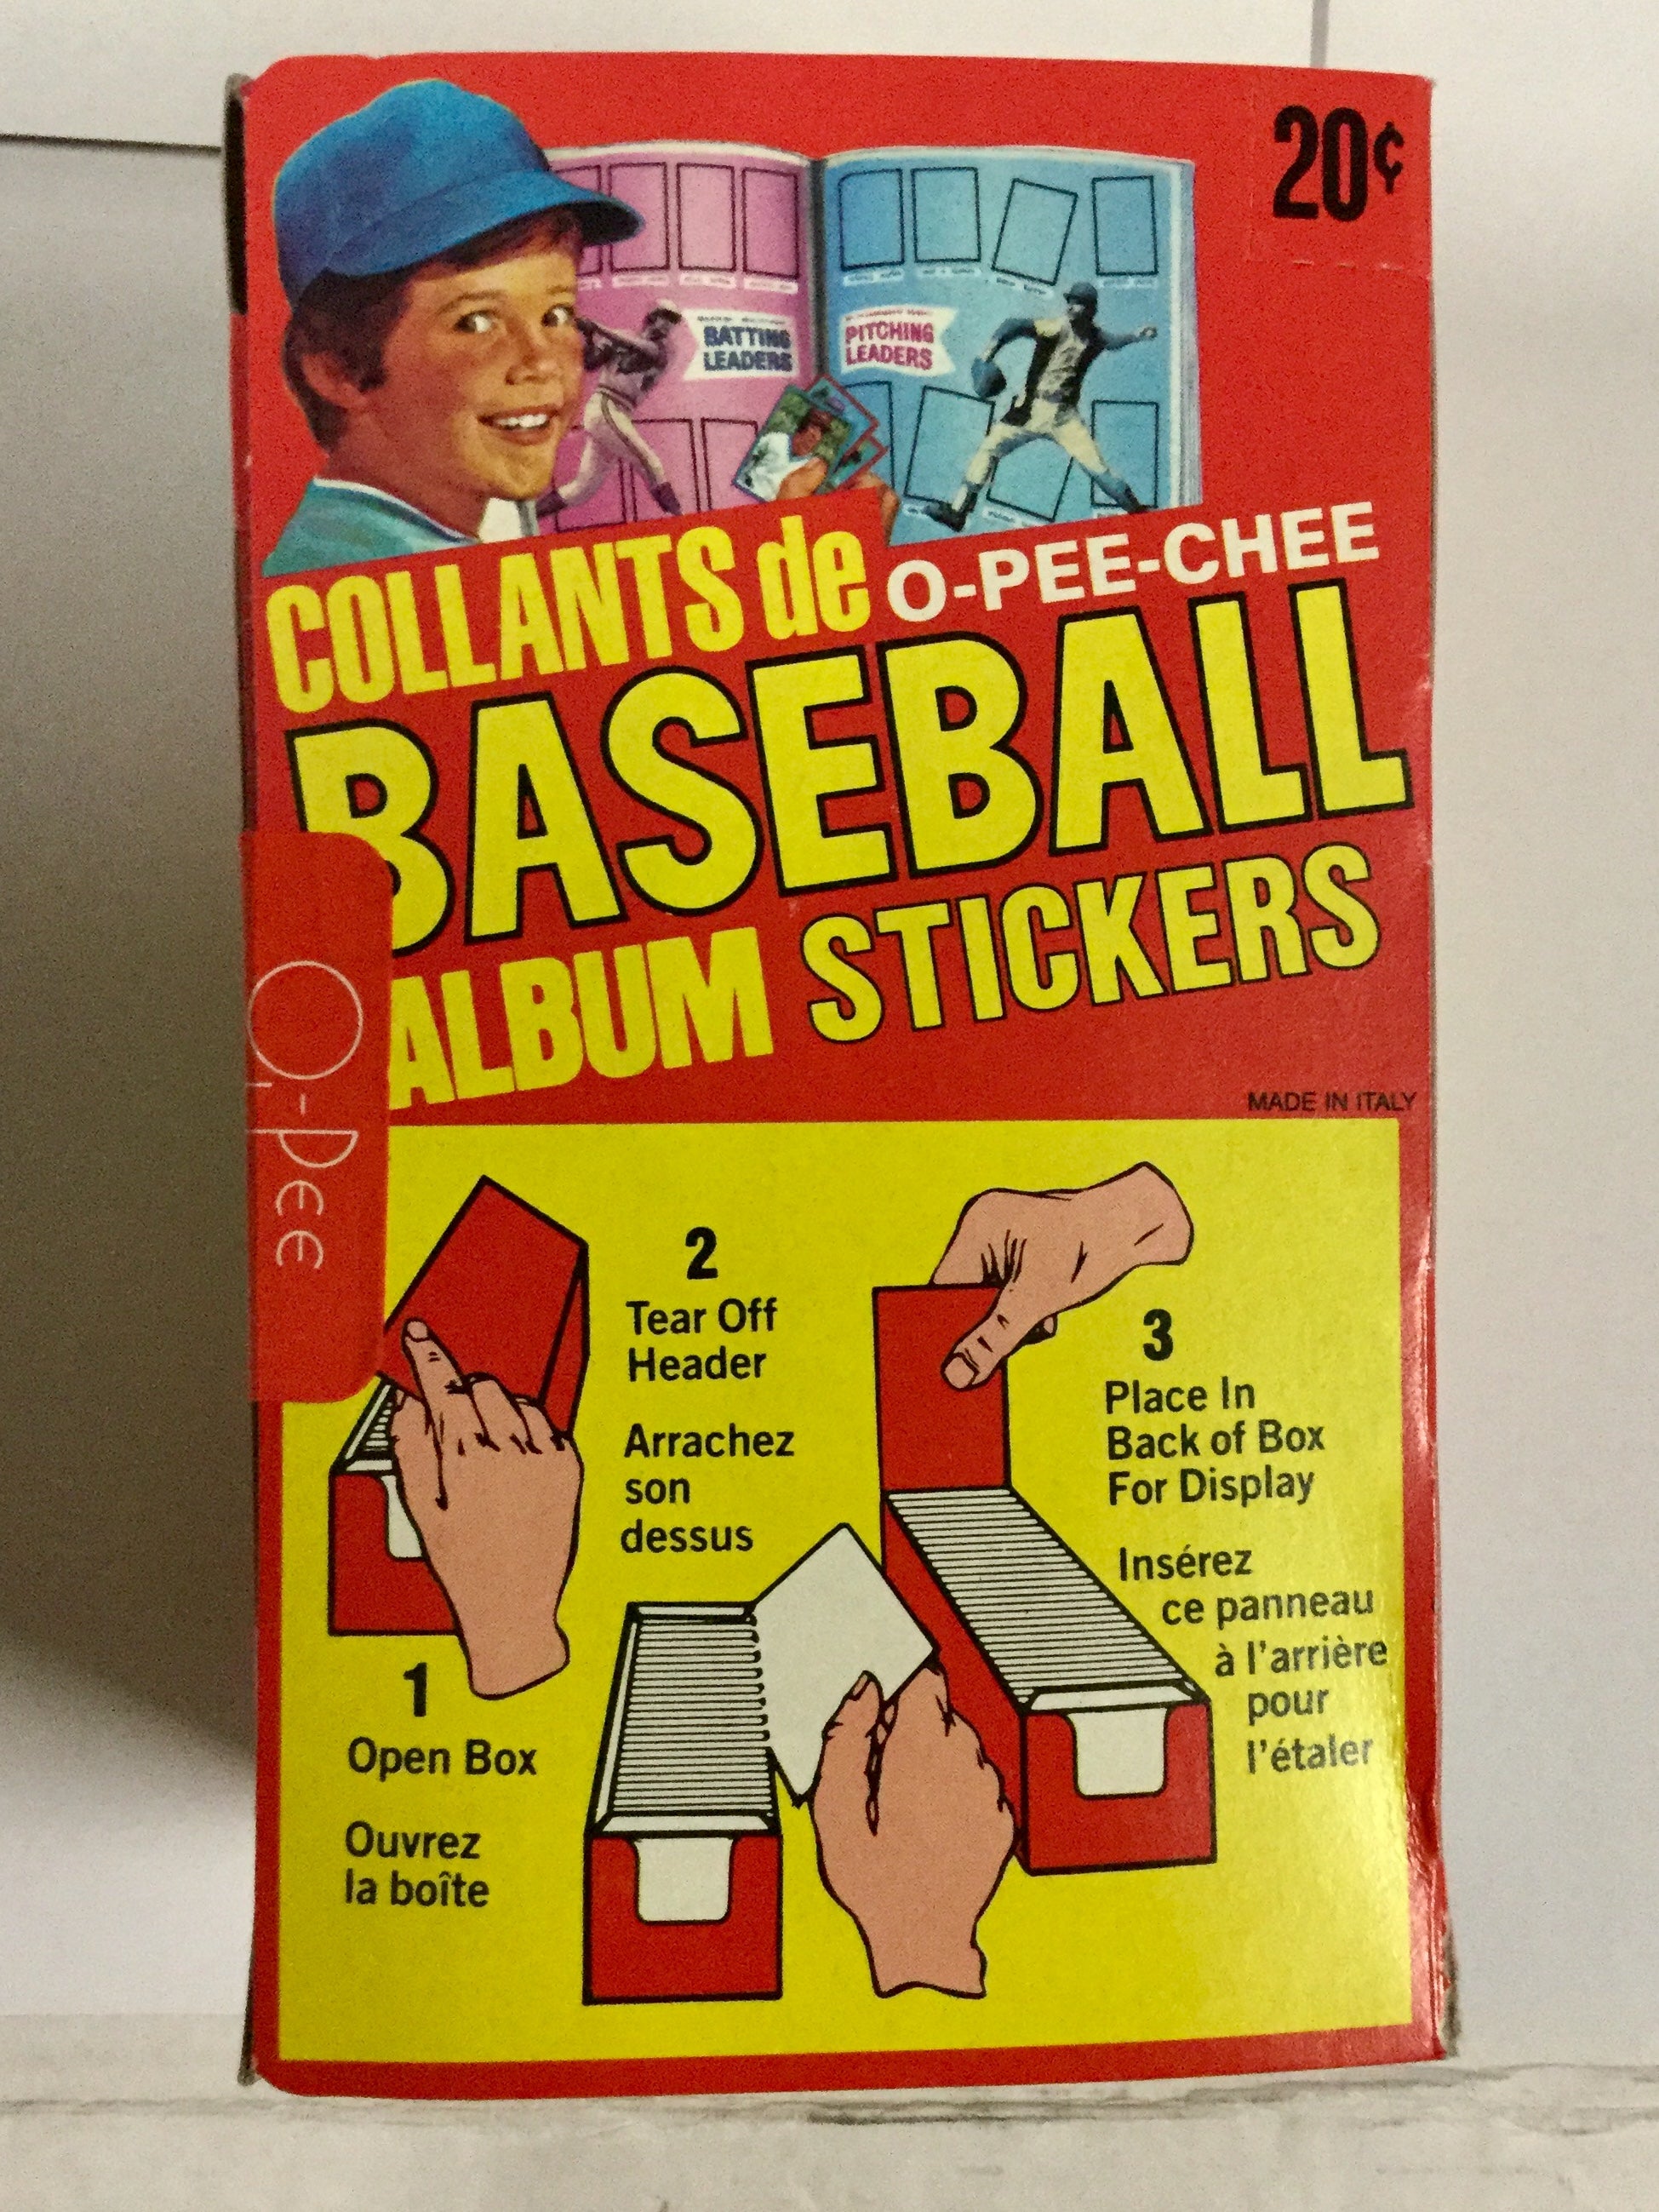 20¢
BATTING
LEADERS
PITCHING
LEADERS
COLLANTS de O-PEE-CHEE
BASEBALL
ALBUM STICKERS
MADE IN ITALY
O-PEE
1
Open Box
Ouvrez
la boîte
2
Tear Off
Header
Arrachez
son
dessus
3
Place In
Back of Box
For Display
Insérez
ce panneau
à l'arrière
pour
l'étaler